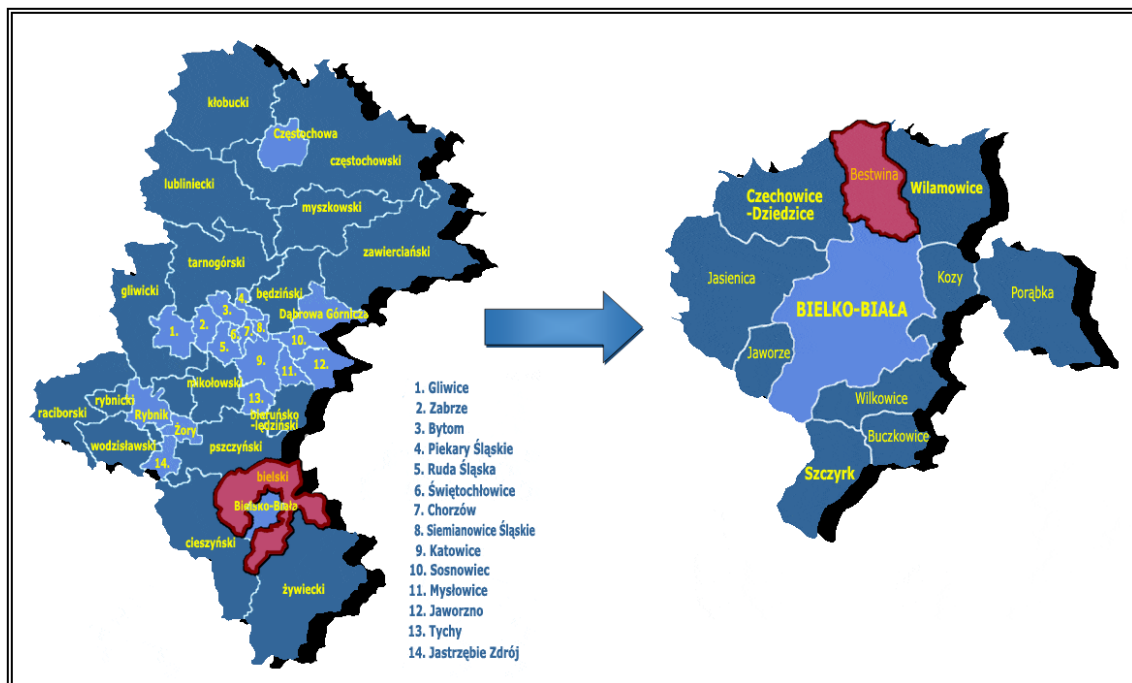 kłobucki
Częstochowa
częstochowski
lubliniecki
myszkowski
zawierciański
tarnogórski
gliwicki
będziński
Dąbrowa Górnicza
4.
3.
1.
2.
6.
7.
8.
5.
9.
10.
11.
12.
mikołowski
13.
raciborski
rybnicki
Rybnik
Bieruńsko
-lędziński
Żory
wodzisławski
pszczyński
14.
bielski
Bielsko-Biała
cieszyński
żywiecki
1. Gliwice
2. Zabrze
3. Bytom
4. Piekary Śląskie
5. Ruda Śląska
6. Świętochłowice
7. Chorzów
8. Siemianowice Śląskie
9. Katowice
10. Sosnowiec
11. Mysłowice
12. Jaworzno
13. Tychy
14. Jastrzębie Zdrój
Bestwina
Czechowice
-Dziedzice
Wilamowice
Jasienica
Kozy
Porąbka
BIELKO-BIAŁA
Jaworze
Wilkowice
Buczkowice
Szczyrk